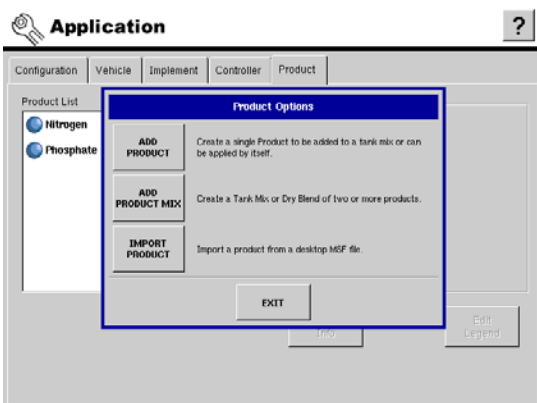 Application
?
Configuration Vehicle Implement Controller Product
Product List
Nitrogen
Phosphate
Product Options
ADD
PRODUCT
Create a single Product to be added to a tank mix or can
be applied by itself.
ADD
PRODUCT MIX
Create a Tank Mix or Dry Blend of two or more products.
IMPORT
PRODUCT
Import a product from a desktop MSF file.
EXIT
Info
Edit
Legend